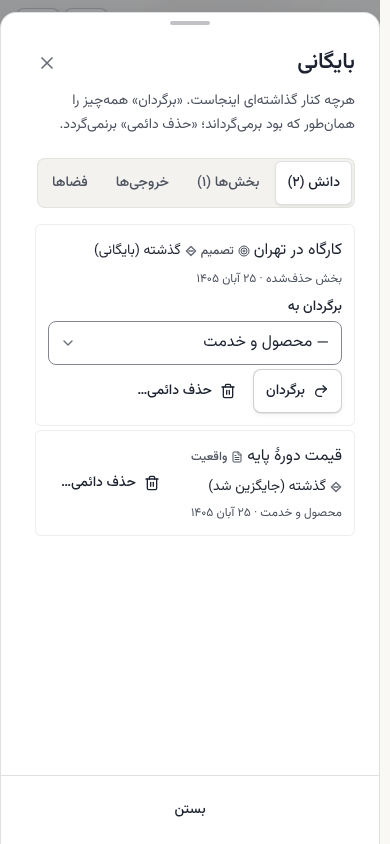 بایگانی
هرچه کنار گذاشته‌ای اینجاست. «برگردان» همه‌چیز را
همان‌طور که بود برمی‌گرداند؛ «حذف دائمی» برنمی‌گردد.
دانش (۲)
بخش‌ها (۱)
خروجی‌ها
فضاها
کارگاه در تهران تصمیم گذشته (بایگانی)
بخش حذف‌شده · ۲۵ آبان ۱۴۰۵
برگردان به
— محصول و خدمت
برگردان
حذف دائمی…
قیمت دورهٔ پایه واقعیت
گذشته (جایگزین شد)
محصول و خدمت · ۲۵ آبان ۱۴۰۵
حذف دائمی…
بستن